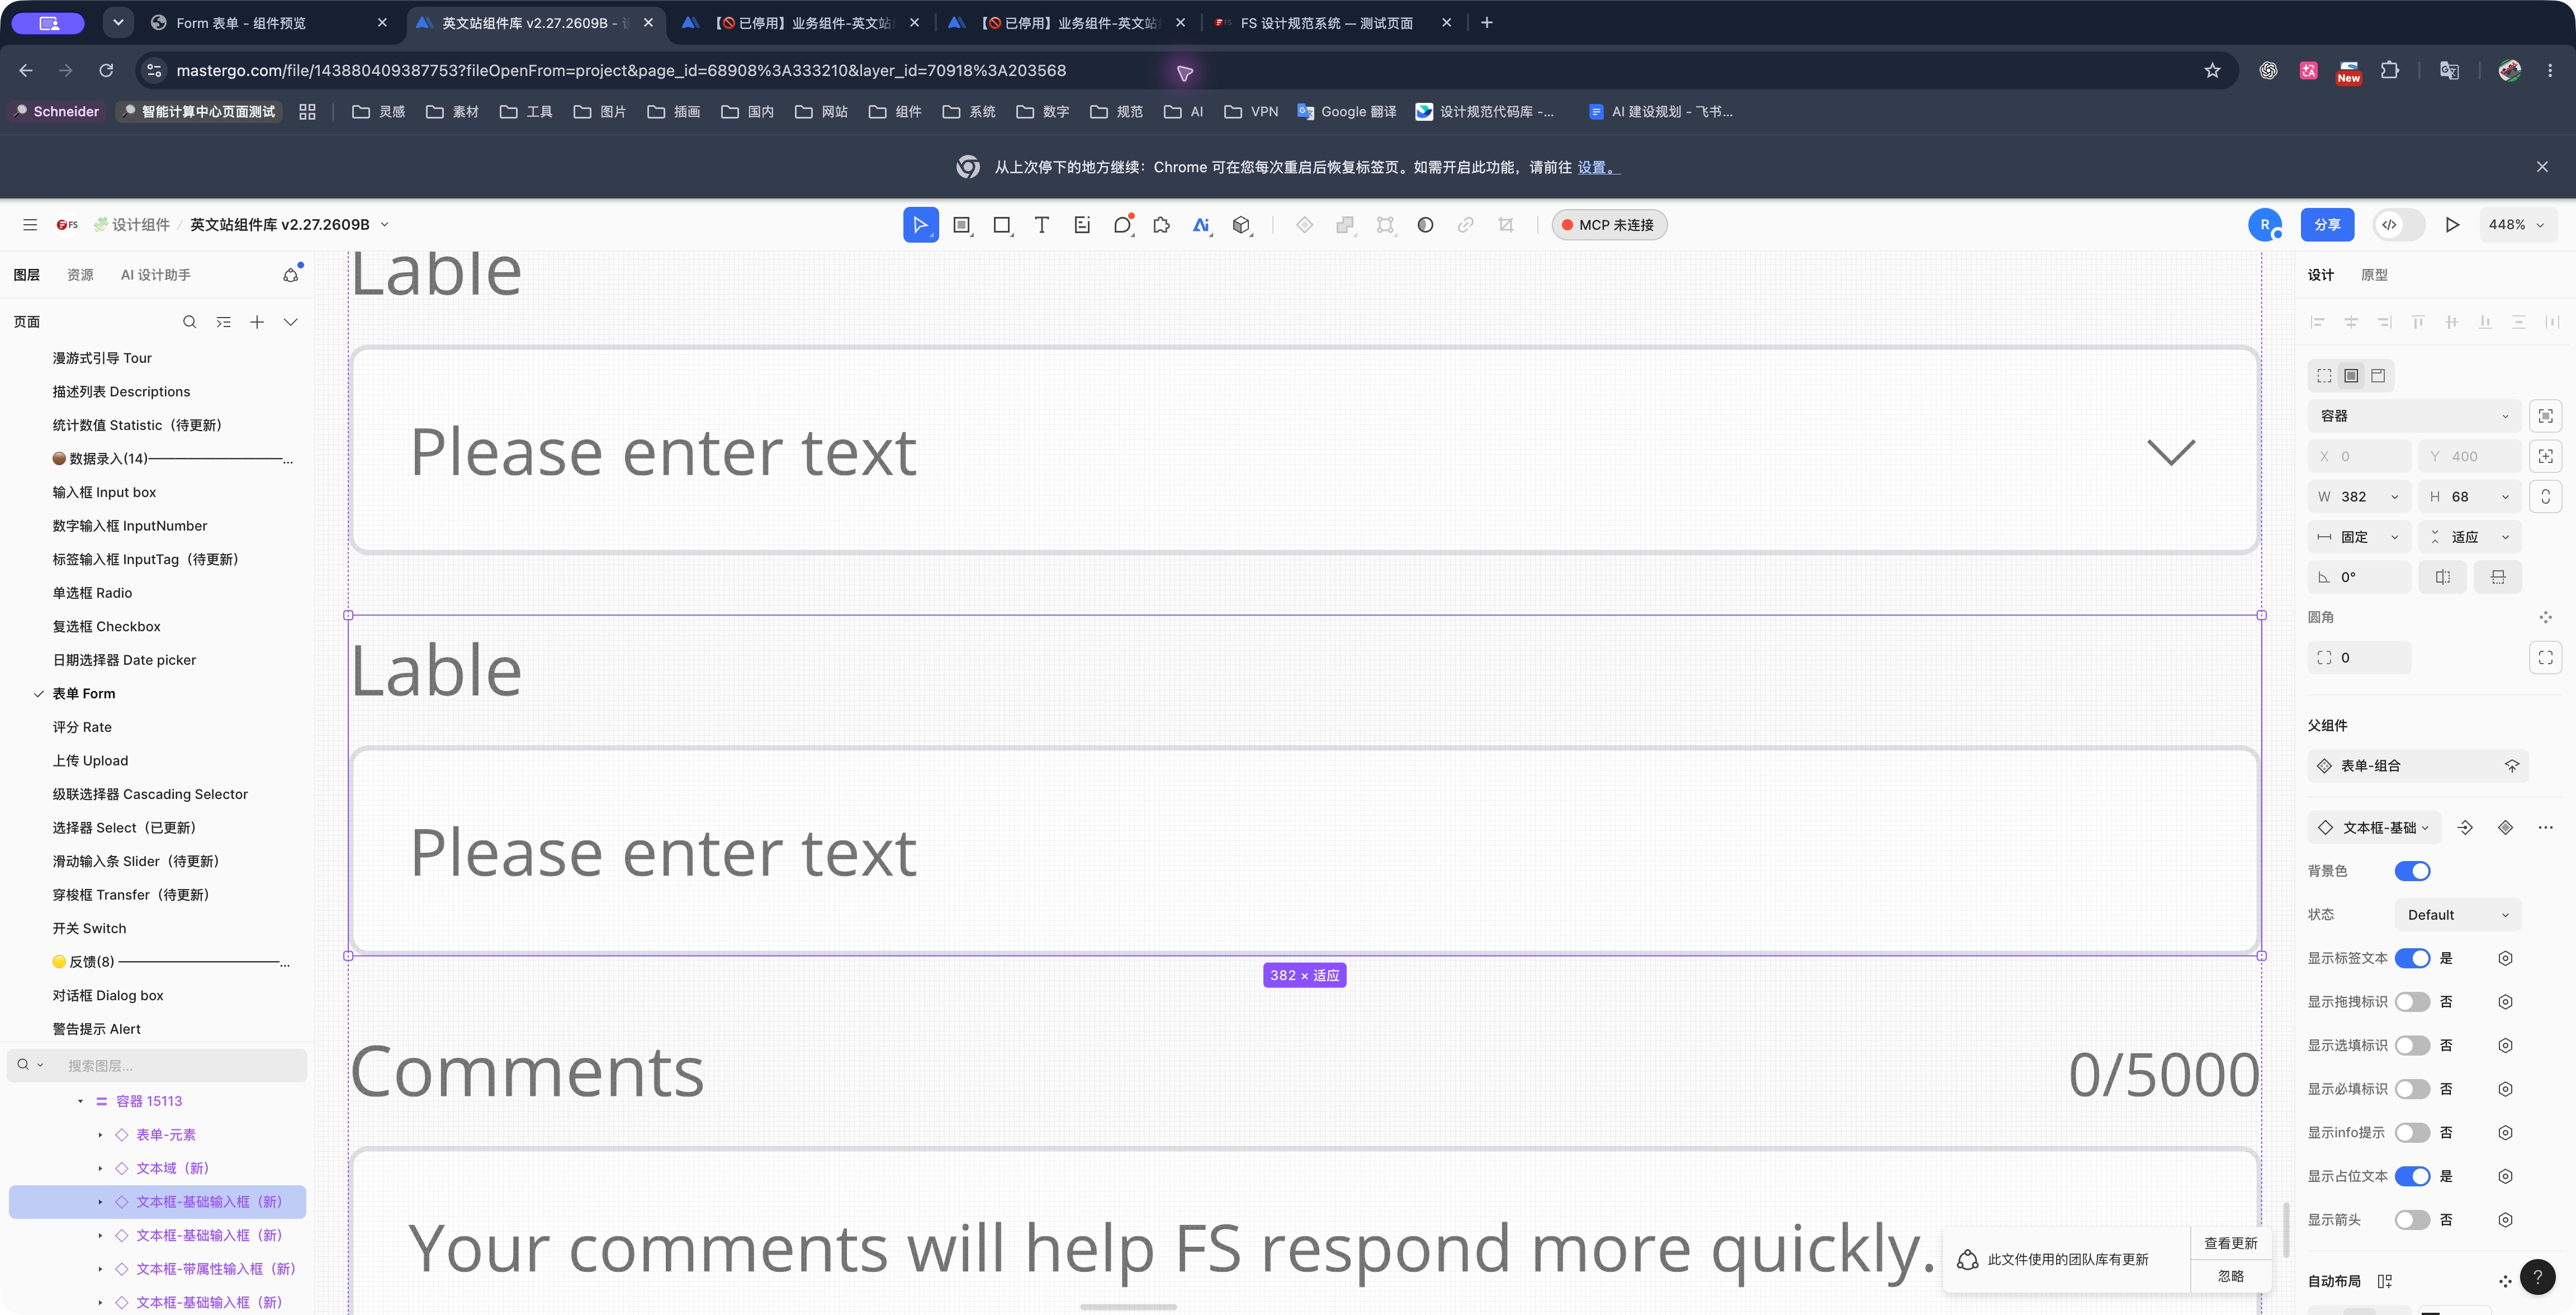 Form 表单 - 组件预览
英文站组件库 v2.27.2609B - 
【🚫 已停用】业务组件-英文站
【🚫 已停用】业务组件-英文站
FS 设计规范系统 — 测试页面
mastergo.com/file/143880409387753?fileOpenFrom=project&page_id=68908%3A333210&layer_id=70918%3A203568
New
Schneider
智能计算中心页面测试
灵感
素材
工具
图片
插画
国内
网站
组件
系统
数字
规范
AI
VPN
Google 翻译
设计规范代码库 -...
AI 建设规划 - 飞书...
从上次停下的地方继续：Chrome 可在您每次重启后恢复标签页。如需开启此功能，请前往 设置。
FS
设计组件 / 英文站组件库 v2.27.2609B
Ai
MCP 未连接
R
分享
448%
图层
资源
AI 设计助手
页面
漫游式引导 Tour
描述列表 Descriptions
统计数值 Statistic（待更新）
🟤 数据录入(14)——————————...
输入框 Input box
数字输入框 InputNumber
标签输入框 InputTag（待更新）
单选框 Radio
复选框 Checkbox
日期选择器 Date picker
表单 Form
评分 Rate
上传 Upload
级联选择器 Cascading Selector
选择器 Select（已更新）
滑动输入条 Slider（待更新）
穿梭框 Transfer（待更新）
开关 Switch
🟡 反馈(8) ————————————...
对话框 Dialog box
警告提示 Alert
搜索图层...
容器 15113
表单-元素
文本域（新）
文本框-基础输入框（新）
文本框-基础输入框（新）
文本框-带属性输入框（新）
文本框-基础输入框（新）
Lable
Please enter text
Lable
Please enter text
382 × 适应
Comments
0/5000
Your comments will help FS respond more quickly.
此文件使用的团队库有更新
查看更新
忽略
设计
原型
容器
X 0
Y 400
W 382
H 68
固定
适应
0°
圆角
0
父组件
表单-组合
文本框-基础
背景色
状态
Default
显示标签文本
是
显示拖拽标识
否
显示选填标识
否
显示必填标识
否
显示info提示
否
显示占位文本
是
显示箭头
否
自动布局
?